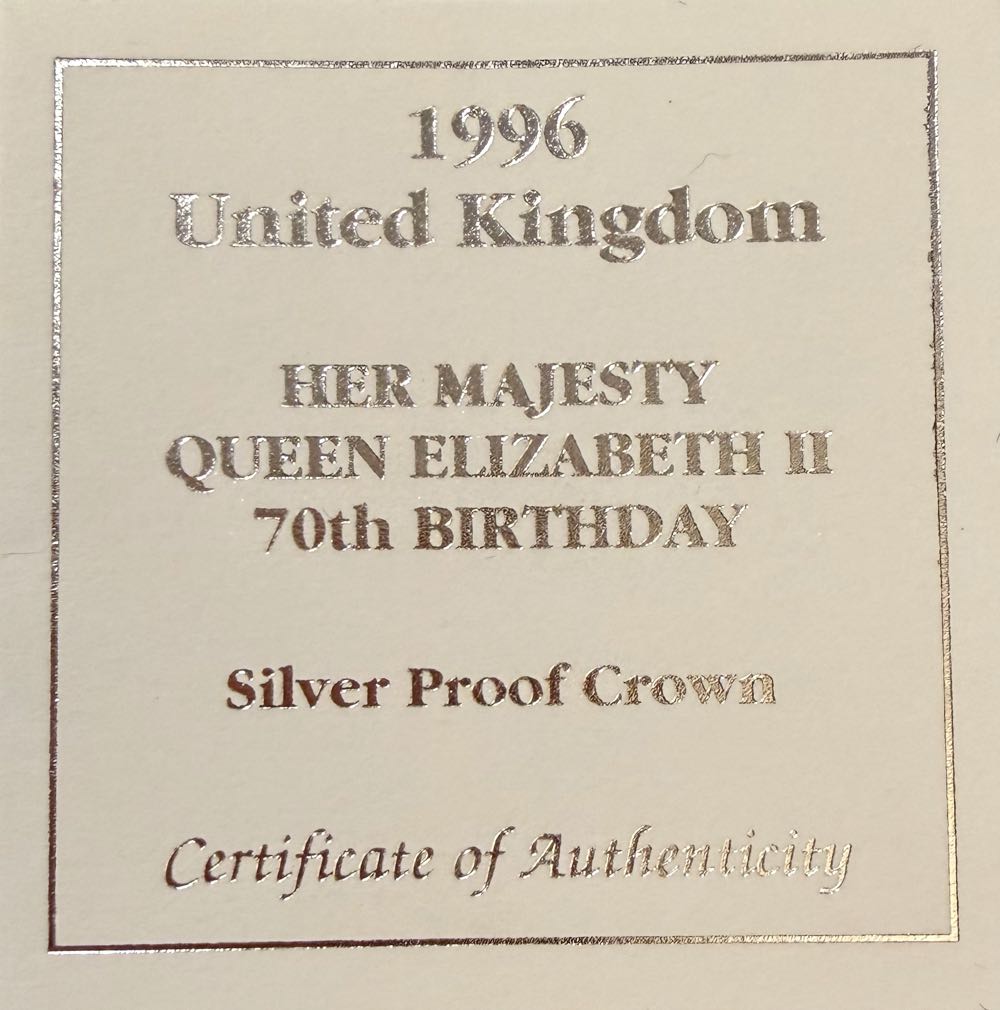 1996
United Kingdom
HER MAJESTY
QUEEN ELIZABETH II
70th BIRTHDAY
Silver Proof Crown
Certificate of Authenticity